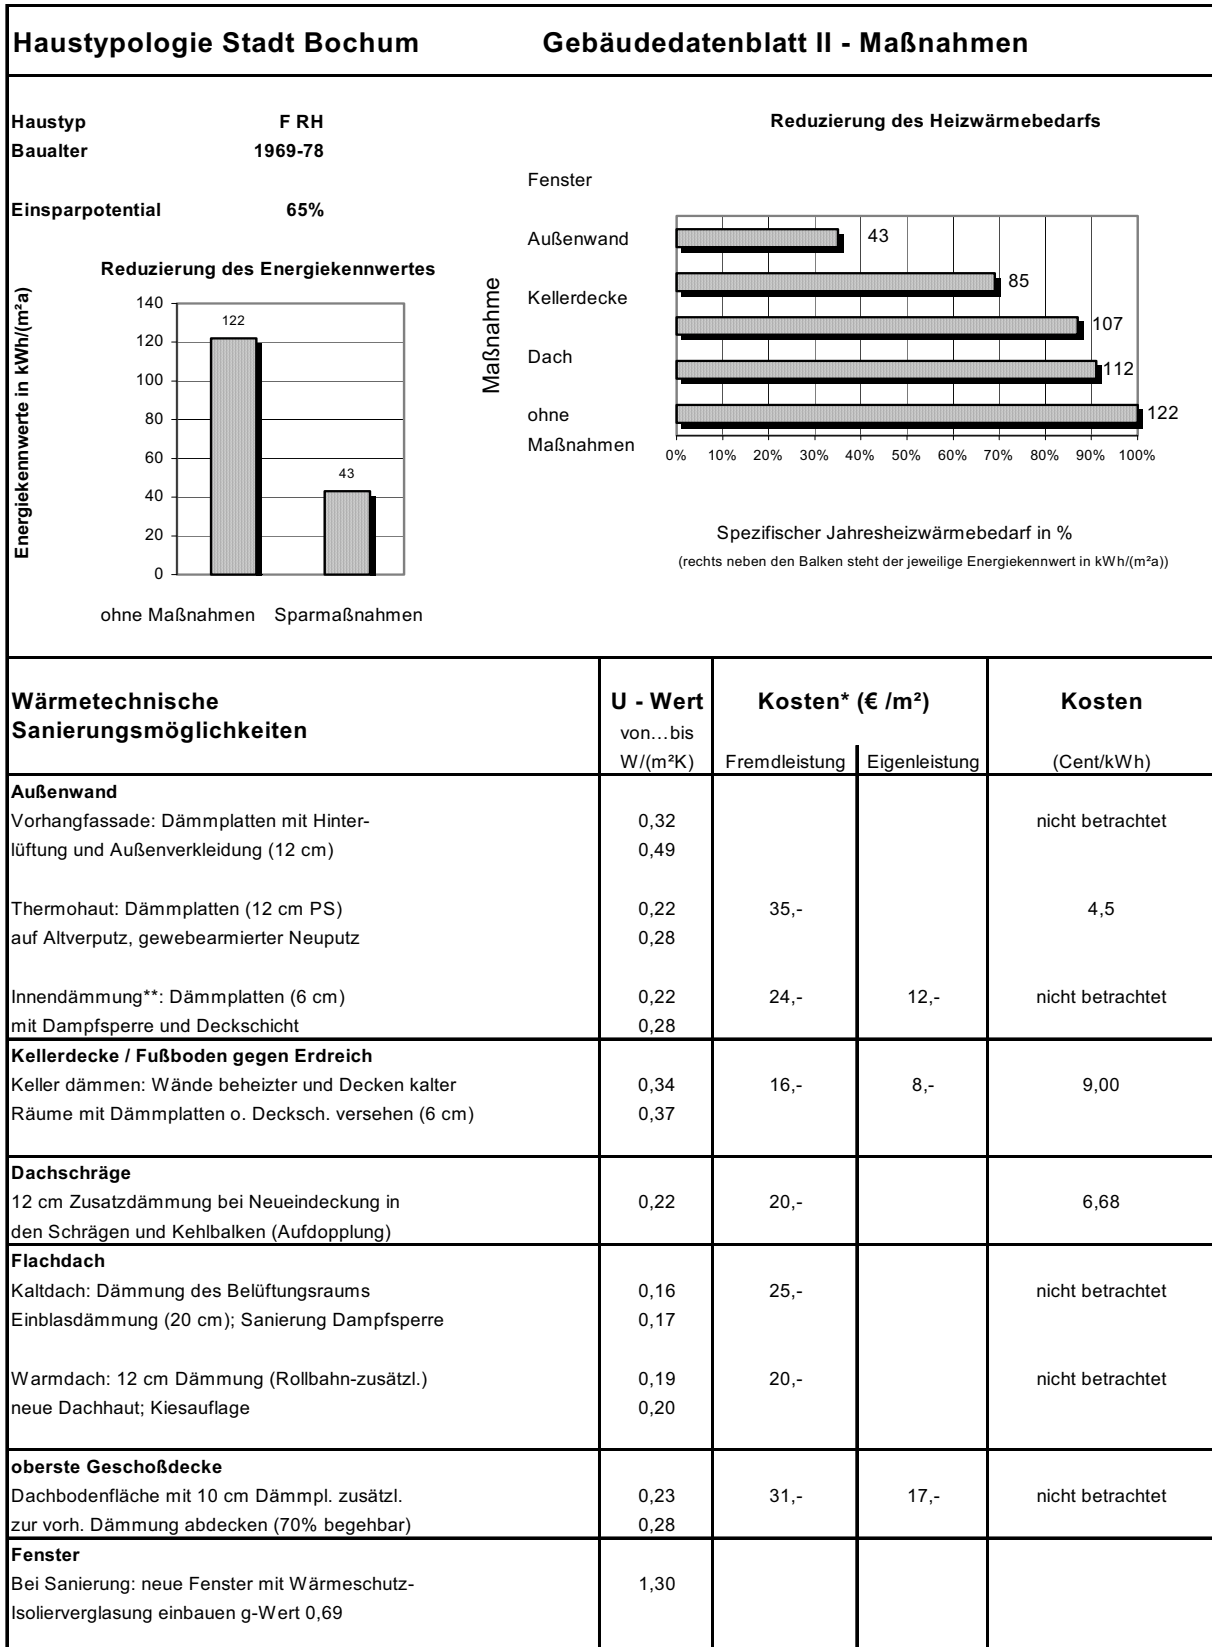 Haustypologie Stadt Bochum Gebäudedatenblatt II - Maßnahmen
Haustyp F RH
Baualter 1969-78
Einsparpotential 65%
Reduzierung des Energiekennwertes
Energiekennwerte in kWh/(m²a)
140
120
100
80
60
40
20
0
122
43
ohne Maßnahmen Sparmaßnahmen
Reduzierung des Heizwärmebedarfs
Maßnahme
Fenster
Außenwand
Kellerdecke
Dach
ohne
Maßnahmen
43
85
107
112
122
0% 10% 20% 30% 40% 50% 60% 70% 80% 90% 100%
Spezifischer Jahresheizwärmebedarf in %
(rechts neben den Balken steht der jeweilige Energiekennwert in kWh/(m²a))
Wärmetechnische U - Wert Kosten* (€ /m²) Kosten
Sanierungsmöglichkeiten von...bis
W/(m²K) Fremdleistung Eigenleistung (Cent/kWh)
Außenwand
Vorhangfassade: Dämmplatten mit Hinter- 0,32 nicht betrachtet
lüftung und Außenverkleidung (12 cm) 0,49
Thermohaut: Dämmplatten (12 cm PS) 0,22 35,- 4,5
auf Altverputz, gewebearmierter Neuputz 0,28
Innendämmung**: Dämmplatten (6 cm) 0,22 24,- 12,- nicht betrachtet
mit Dampfsperre und Deckschicht 0,28
Kellerdecke / Fußboden gegen Erdreich
Keller dämmen: Wände beheizter und Decken kalter 0,34 16,- 8,- 9,00
Räume mit Dämmplatten o. Decksch. versehen (6 cm) 0,37
Dachschräge
12 cm Zusatzdämmung bei Neueindeckung in 0,22 20,- 6,68
den Schrägen und Kehlbalken (Aufdopplung)
Flachdach
Kaltdach: Dämmung des Belüftungsraums 0,16 25,- nicht betrachtet
Einblasdämmung (20 cm); Sanierung Dampfsperre 0,17
Warmdach: 12 cm Dämmung (Rollbahn-zusätzl.) 0,19 20,- nicht betrachtet
neue Dachhaut; Kiesauflage 0,20
oberste Geschoßdecke
Dachbodenfläche mit 10 cm Dämmpl. zusätzl. 0,23 31,- 17,- nicht betrachtet
zur vorh. Dämmung abdecken (70% begehbar) 0,28
Fenster
Bei Sanierung: neue Fenster mit Wärmeschutz- 1,30
Isolierverglasung einbauen g-Wert 0,69